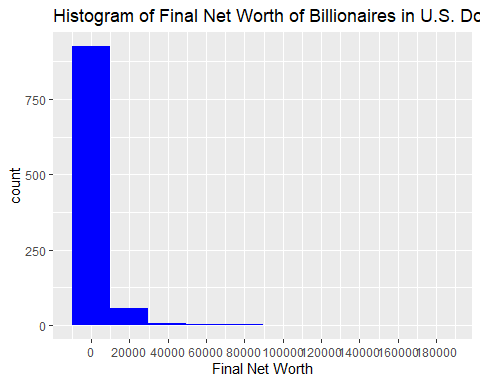 Histogram of Final Net Worth of Billionaires in U.S. Do
750
500
250
0
count
0 20000 40000 60000 80000 100000 120000 140000 160000 180000
Final Net Worth